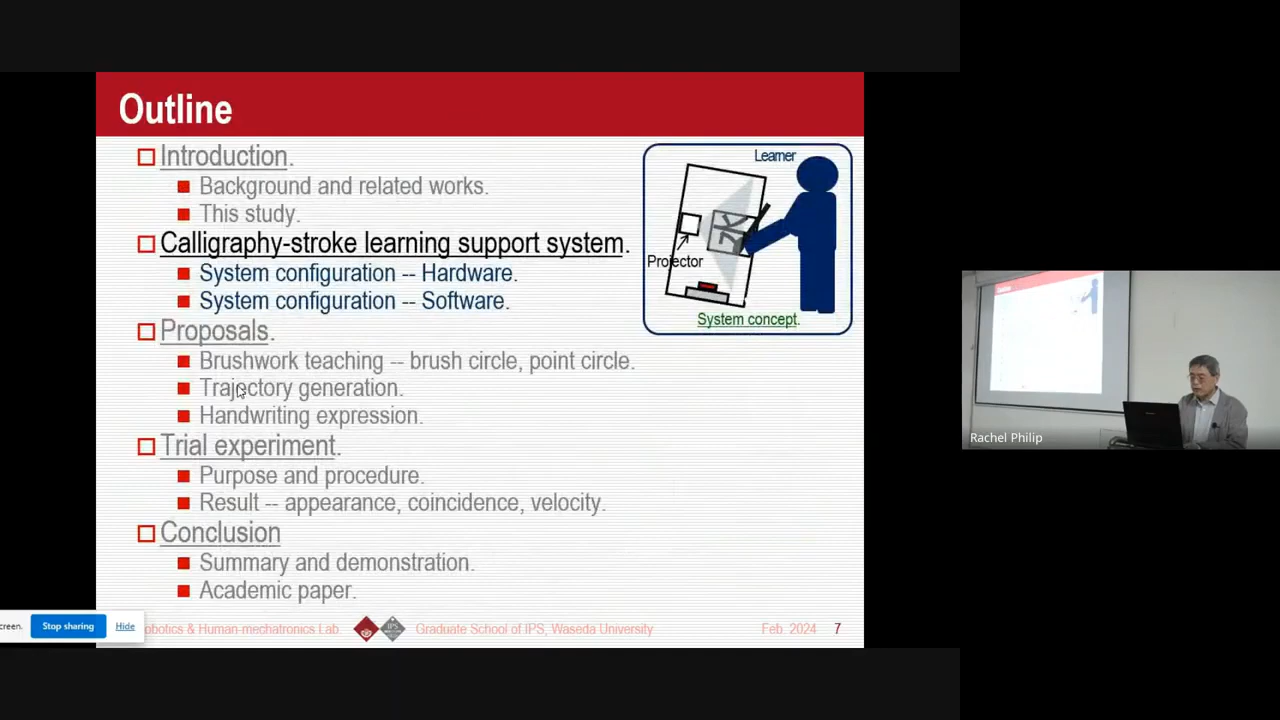 Outline
Introduction.
Background and related works.
This study.
Calligraphy-stroke learning support system.
System configuration -- Hardware.
System configuration -- Software.
Proposals.
Brushwork teaching -- brush circle, point circle.
Trajectory generation.
Handwriting expression.
Trial experiment.
Purpose and procedure.
Result -- appearance, coincidence, velocity.
Conclusion
Summary and demonstration.
Academic paper.
Learner
水
Projector
System concept.
creen. Stop sharing Hide
obotics & Human-mechatronics Lab. IPS Graduate School of IPS, Waseda University Feb. 2024 7
Rachel Philip